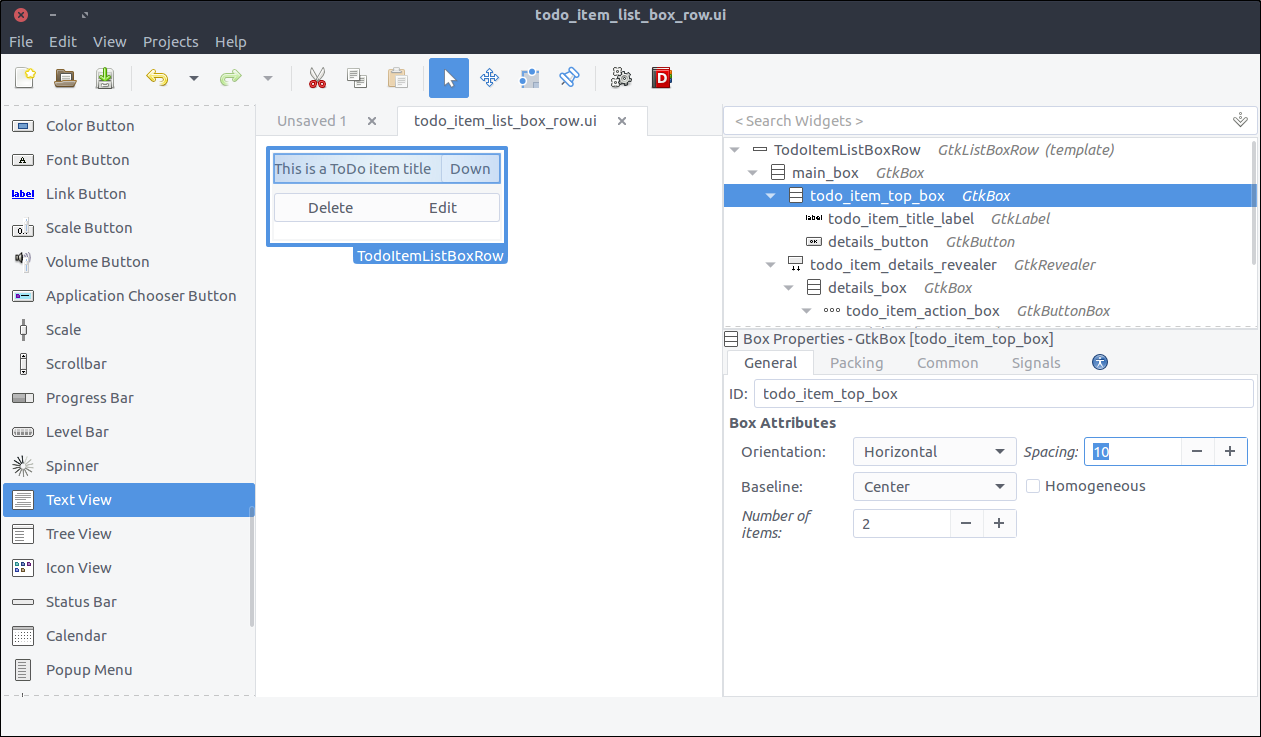 todo_item_list_box_row.ui
File Edit View Projects Help
Color Button
Font Button
label Link Button
Scale Button
Volume Button
Application Chooser Button
Scale
Scrollbar
Progress Bar
Level Bar
Spinner
Text View
Tree View
Icon View
Status Bar
Calendar
Popup Menu
Unsaved 1 todo_item_list_box_row.ui
This is a ToDo item title Down
Delete Edit
TodoItemListBoxRow
< Search Widgets >
TodoItemListBoxRow GtkListBoxRow (template)
main_box GtkBox
todo_item_top_box GtkBox
label todo_item_title_label GtkLabel
OK details_button GtkButton
todo_item_details_revealer GtkRevealer
details_box GtkBox
todo_item_action_box GtkButtonBox
Box Properties - GtkBox [todo_item_top_box]
General Packing Common Signals
ID: todo_item_top_box
Box Attributes
Orientation: Horizontal Spacing: 10 − +
Baseline: Center Homogeneous
Number of
items: 2 − +